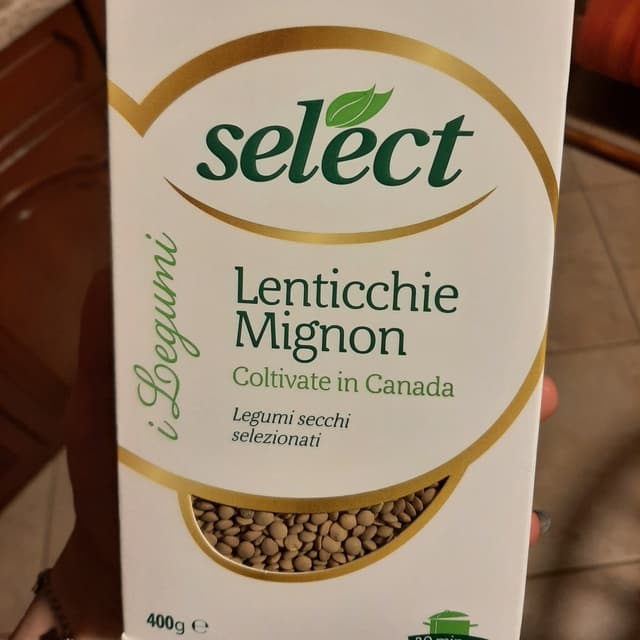 select
i Legumi
Lenticchie
Mignon
Coltivate in Canada
Legumi secchi
selezionati
400g ℮